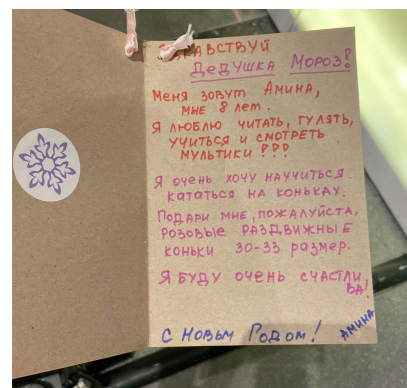 ЗДРАВСТВУЙ
ДЕДУШКА МОРОЗ!
МЕНЯ ЗОВУТ АМИНА,
МНЕ 8 ЛЕТ.
Я ЛЮБЛЮ ЧИТАТЬ, ГУЛЯТЬ,
УЧИТЬСЯ И СМОТРЕТЬ
МУЛЬТИКИ!!!
Я ОЧЕНЬ ХОЧУ НАУЧИТЬСЯ
КАТАТЬСЯ НА КОНЬКАХ.
ПОДАРИ МНЕ, ПОЖАЛУЙСТА,
РОЗОВЫЕ РАЗДВИЖНЫЕ
КОНЬКИ 30-33 РАЗМЕР.
Я БУДУ ОЧЕНЬ СЧАСТЛИ
ВА!
С НОВЫМ ГОДОМ!
АМИНА